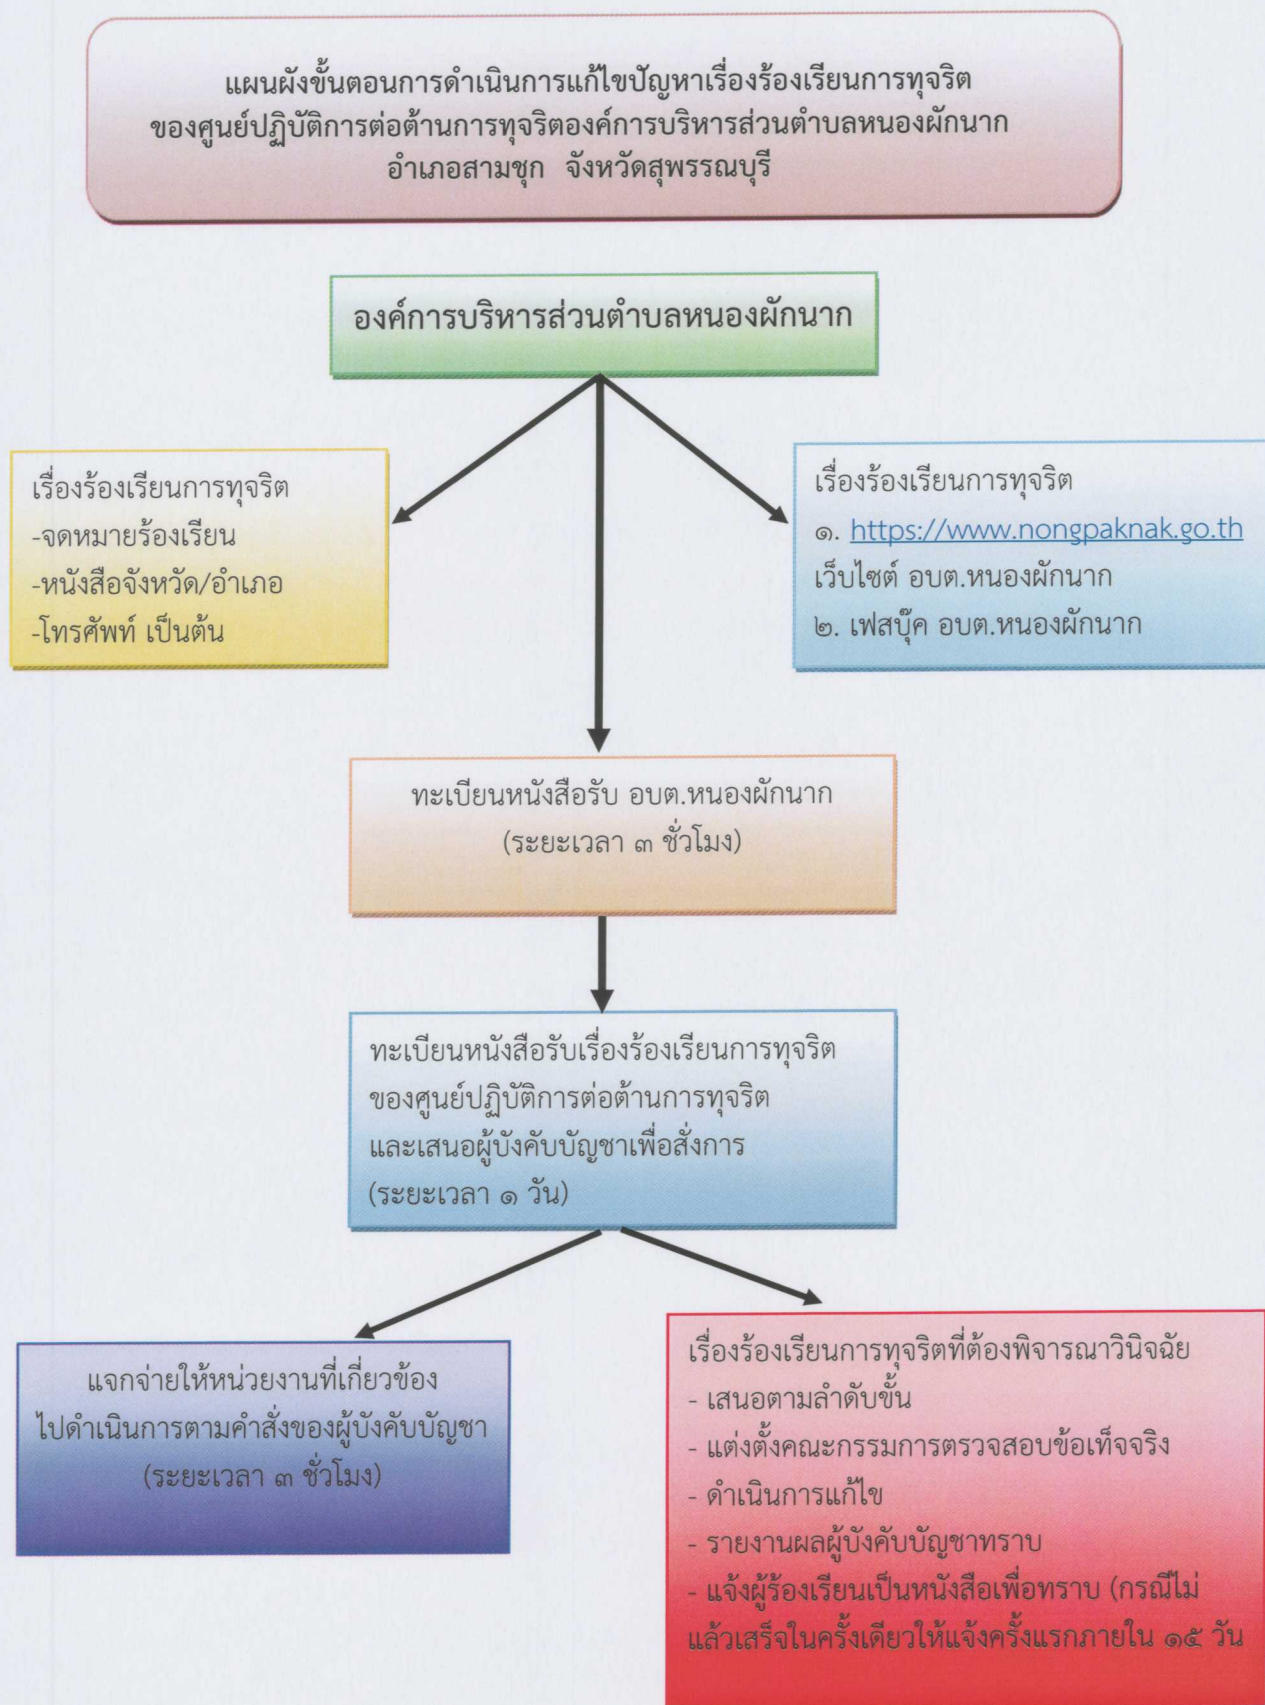 แผนผังขั้นตอนการดำเนินการแก้ไขปัญหาเรื่องร้องเรียนการทุจริต
ของศูนย์ปฏิบัติการต่อต้านการทุจริตองค์การบริหารส่วนตำบลหนองผักนาก
อำเภอสามชุก จังหวัดสุพรรณบุรี
องค์การบริหารส่วนตำบลหนองผักนาก
เรื่องร้องเรียนการทุจริต
-จดหมายร้องเรียน
-หนังสือจังหวัด/อำเภอ
-โทรศัพท์ เป็นต้น
เรื่องร้องเรียนการทุจริต
๑. https://www.nongpaknak.go.th
เว็บไซต์ อบต.หนองผักนาก
๒. เฟสบุ๊ค อบต.หนองผักนาก
ทะเบียนหนังสือรับ อบต.หนองผักนาก
(ระยะเวลา ๓ ชั่วโมง)
ทะเบียนหนังสือรับเรื่องร้องเรียนการทุจริต
ของศูนย์ปฏิบัติการต่อต้านการทุจริต
และเสนอผู้บังคับบัญชาเพื่อสั่งการ
(ระยะเวลา ๑ วัน)
แจกจ่ายให้หน่วยงานที่เกี่ยวข้อง
ไปดำเนินการตามคำสั่งของผู้บังคับบัญชา
(ระยะเวลา ๓ ชั่วโมง)
เรื่องร้องเรียนการทุจริตที่ต้องพิจารณาวินิจฉัย
- เสนอตามลำดับขั้น
- แต่งตั้งคณะกรรมการตรวจสอบข้อเท็จจริง
- ดำเนินการแก้ไข
- รายงานผลผู้บังคับบัญชาทราบ
- แจ้งผู้ร้องเรียนเป็นหนังสือเพื่อทราบ (กรณีไม่
แล้วเสร็จในครั้งเดียวให้แจ้งครั้งแรกภายใน ๑๕ วัน